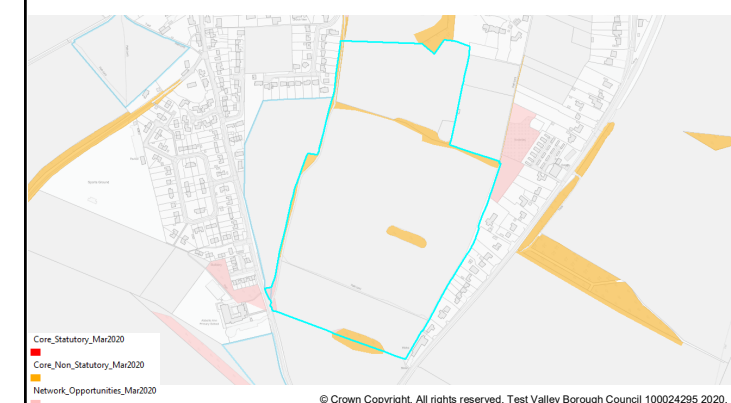 Core_Statutory_Mar2020
Core_Non_Statutory_Mar2020
Network_Opportunities_Mar2020
© Crown Copyright. All rights reserved. Test Valley Borough Council 100024295 2020.